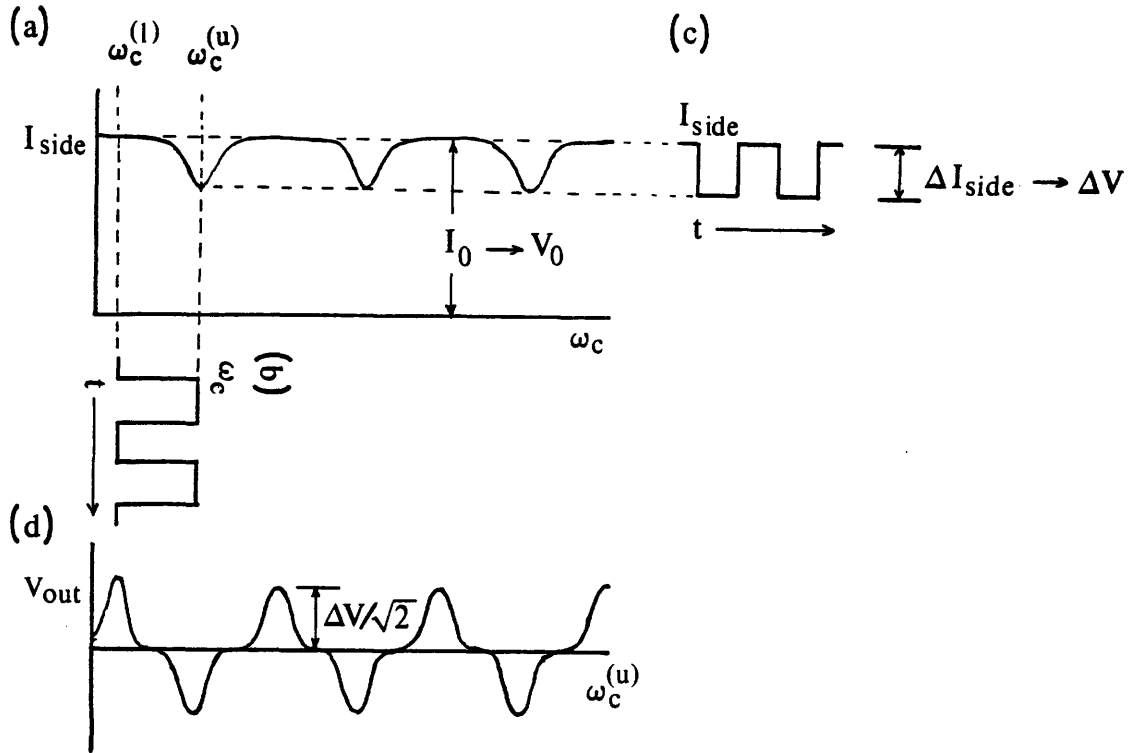 (a)
ω_c^(l) ω_c^(u)
(c)
I_side
I_side
ΔI_side → ΔV
t
I_0 → V_0
ω_c
(b)
ω_c
t
(d)
V_out
ΔV/√2
ω_c^(u)